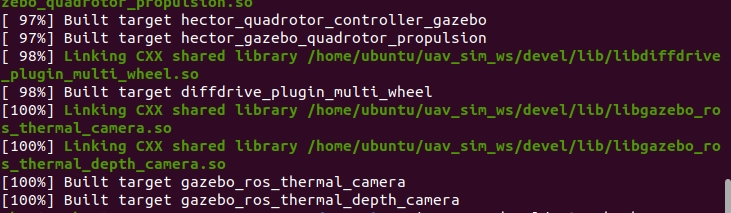 zebo_quadrotor_propulsion.so
[ 97%] Built target hector_quadrotor_controller_gazebo
[ 97%] Built target hector_gazebo_quadrotor_propulsion
[ 98%] Linking CXX shared library /home/ubuntu/uav_sim_ws/devel/lib/libdiffdrive
_plugin_multi_wheel.so
[ 98%] Built target diffdrive_plugin_multi_wheel
[100%] Linking CXX shared library /home/ubuntu/uav_sim_ws/devel/lib/libgazebo_ro
s_thermal_camera.so
[100%] Linking CXX shared library /home/ubuntu/uav_sim_ws/devel/lib/libgazebo_ro
s_thermal_depth_camera.so
[100%] Built target gazebo_ros_thermal_camera
[100%] Built target gazebo_ros_thermal_depth_camera